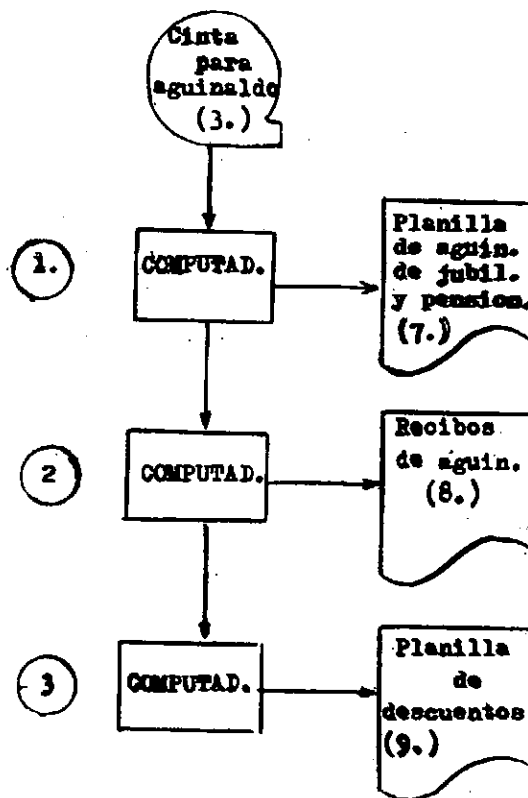 Cinta
para
aguinaldo
(3.)
1.
COMPUTAD.
Planilla
de aguin.
de jubil.
y pension.
(7.)
2
COMPUTAD.
Recibos
de aguin.
(8.)
3
COMPUTAD.
Planilla
de
descuentos
(9.)